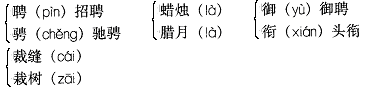 聘（pìn）招聘 蜡烛（là） 御（yù）御聘
骋（chěng）驰骋 腊月（là） 衔（xián）头衔
裁缝（cái）
栽树（zāi）